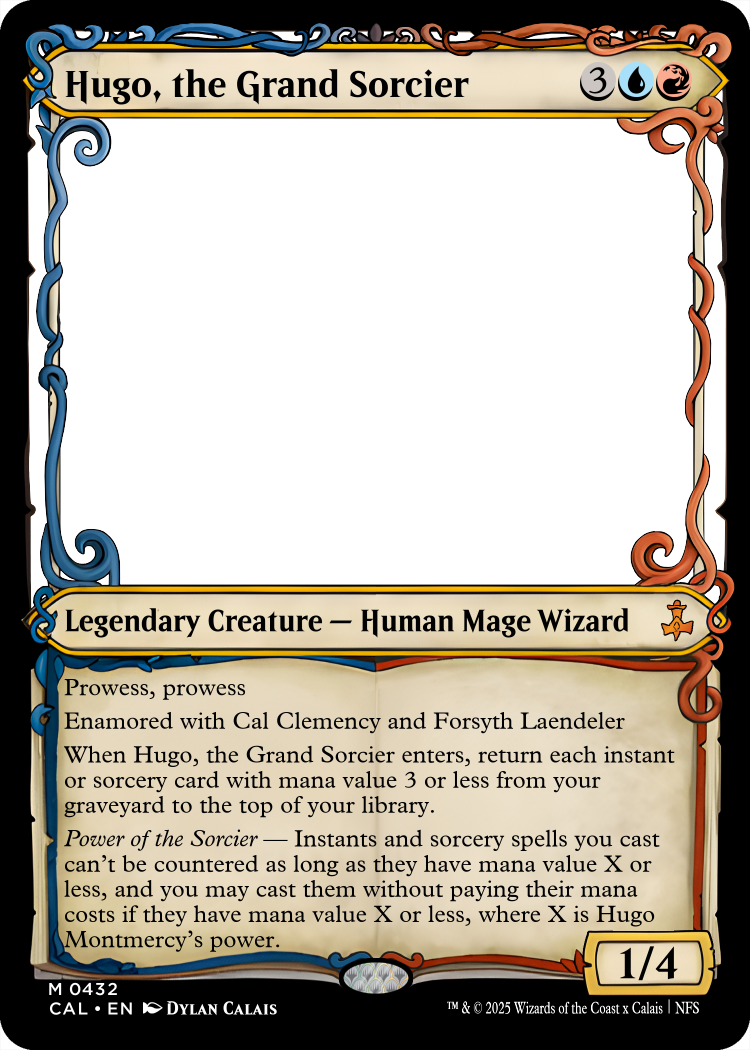 Hugo, the Grand Sorcier 3
Legendary Creature — Human Mage Wizard
Prowess, prowess
Enamored with Cal Clemency and Forsyth Laendeler
When Hugo, the Grand Sorcier enters, return each instant
or sorcery card with mana value 3 or less from your
graveyard to the top of your library.
Power of the Sorcier — Instants and sorcery spells you cast
can't be countered as long as they have mana value X or
less, and you may cast them without paying their mana
costs if they have mana value X or less, where X is Hugo
Montmercy's power.
1/4
M 0432
CAL • EN Dylan Calais
™ & © 2025 Wizards of the Coast x Calais | NFS